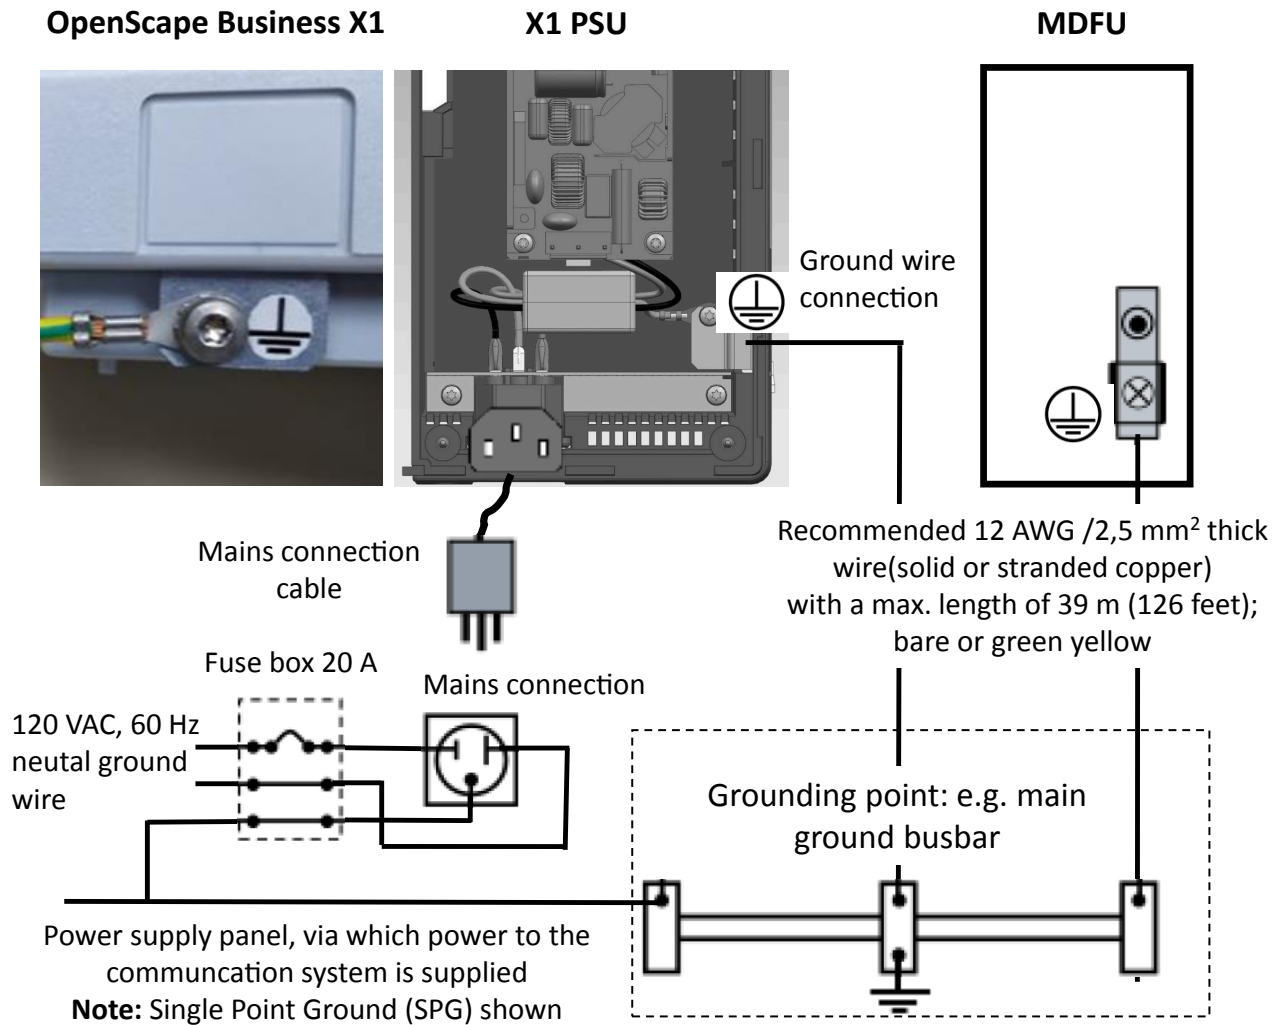 OpenScape Business X1
X1 PSU
MDFU
Ground wire
connection
Recommended 12 AWG /2,5 mm² thick
wire(solid or stranded copper)
with a max. length of 39 m (126 feet);
bare or green yellow
Mains connection
cable
Fuse box 20 A
Mains connection
120 VAC, 60 Hz
neutal ground
wire
Grounding point: e.g. main
ground busbar
Power supply panel, via which power to the
communcation system is supplied
Note: Single Point Ground (SPG) shown